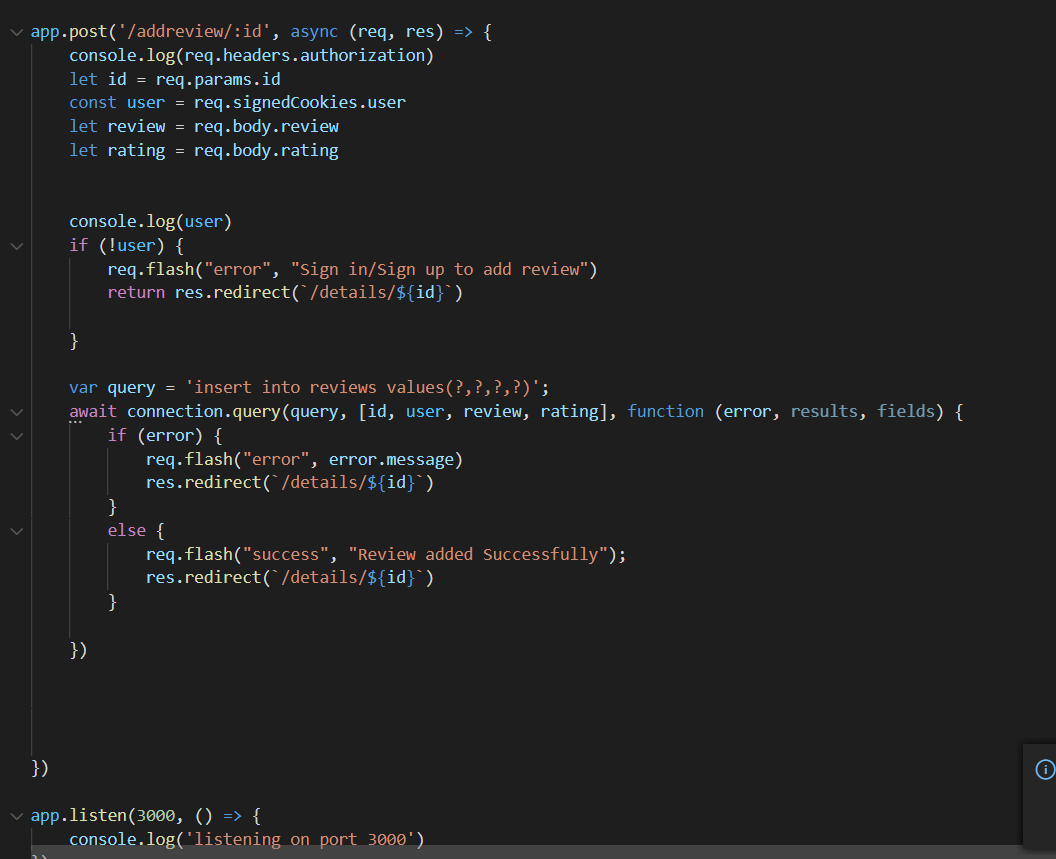 app.post('/addreview/:id', async (req, res) => {
console.log(req.headers.authorization)
let id = req.params.id
const user = req.signedCookies.user
let review = req.body.review
let rating = req.body.rating
console.log(user)
if (!user) {
req.flash("error", "Sign in/Sign up to add review")
return res.redirect(`/details/${id}`)
}
var query = 'insert into reviews values(?,?,?,?)';
await connection.query(query, [id, user, review, rating], function (error, results, fields) {
if (error) {
req.flash("error", error.message)
res.redirect(`/details/${id}`)
}
else {
req.flash("success", "Review added Successfully");
res.redirect(`/details/${id}`)
}
})
})
app.listen(3000, () => {
console.log('listening on port 3000')